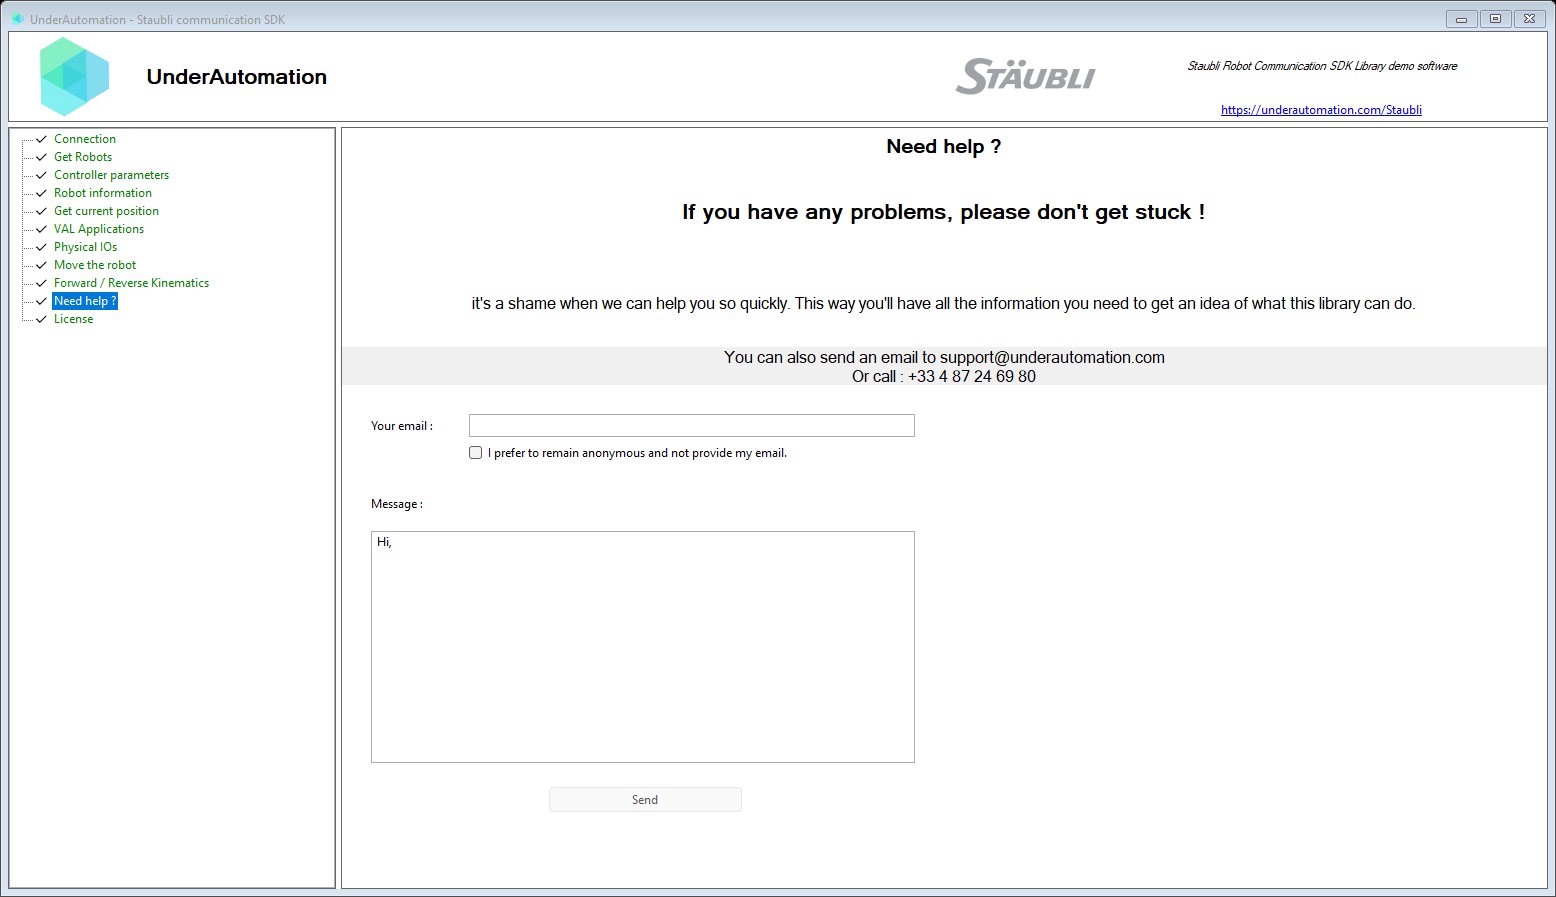 UnderAutomation - Staubli communication SDK
UnderAutomation
STÄUBLI
Staubli Robot Communication SDK Library demo software
https://underautomation.com/Staubli
Connection
Get Robots
Controller parameters
Robot information
Get current position
VAL Applications
Physical IOs
Move the robot
Forward / Reverse Kinematics
Need help ?
License
Need help ?
If you have any problems, please don't get stuck !
it's a shame when we can help you so quickly. This way you'll have all the information you need to get an idea of what this library can do.
You can also send an email to support@underautomation.com
Or call : +33 4 87 24 69 80
Your email :
I prefer to remain anonymous and not provide my email.
Message :
Hi,
Send